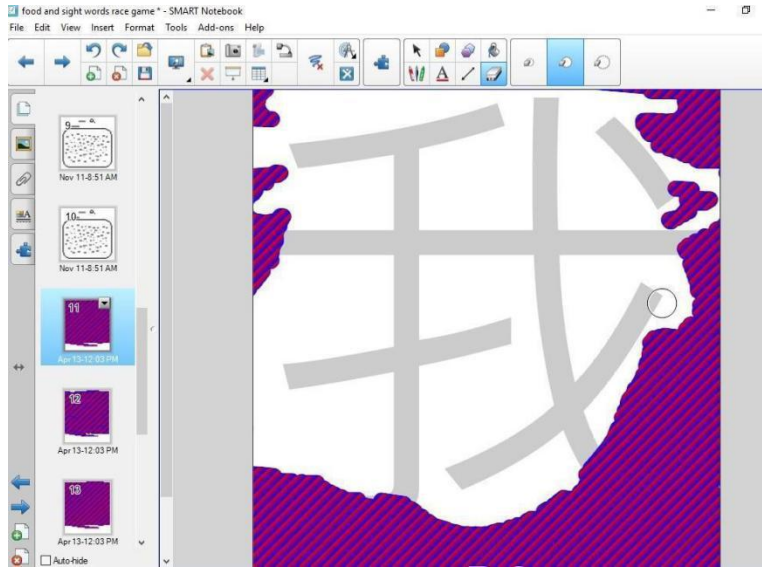 food and sight words race game * - SMART Notebook
File Edit View Insert Format Tools Add-ons Help
9
Nov 11-8:51 AM
10
Nov 11-8:51 AM
11
Apr 13-12:03 PM
12
Apr 13-12:03 PM
13
Apr 13-12:03 PM
Auto-hide
我